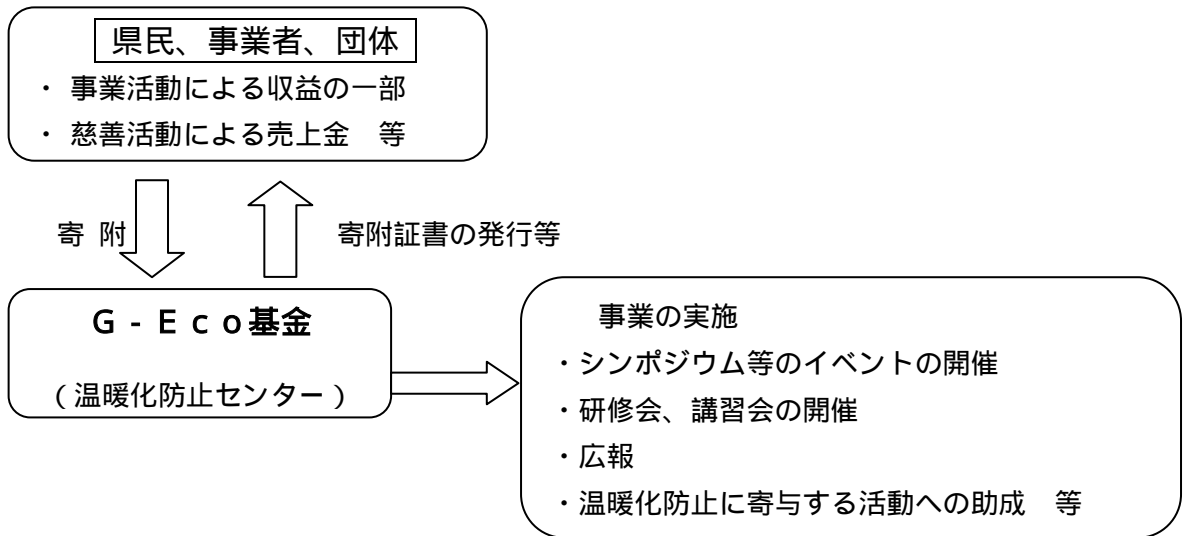 県民、事業者、団体
・ 事業活動による収益の一部
・ 慈善活動による売上金　等
寄 附
寄附証書の発行等
Ｇ‐Ｅｃｏ基金
（温暖化防止センター）
事業の実施
・シンポジウム等のイベントの開催
・研修会、講習会の開催
・広報
・温暖化防止に寄与する活動への助成　等